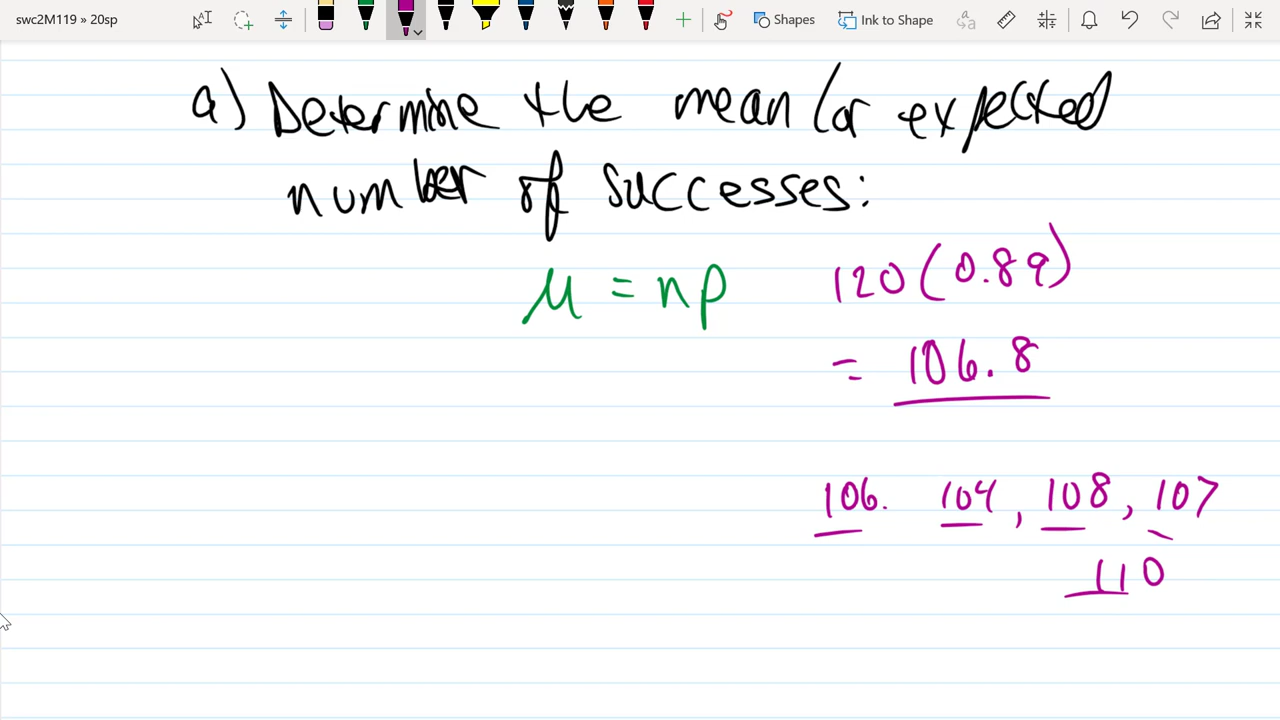 swc2M119 » 20sp
Shapes
Ink to Shape
a) Determine the mean (or expected
number of successes:
μ = np
120(0.89)
= 106.8
106. 104, 108, 107
110